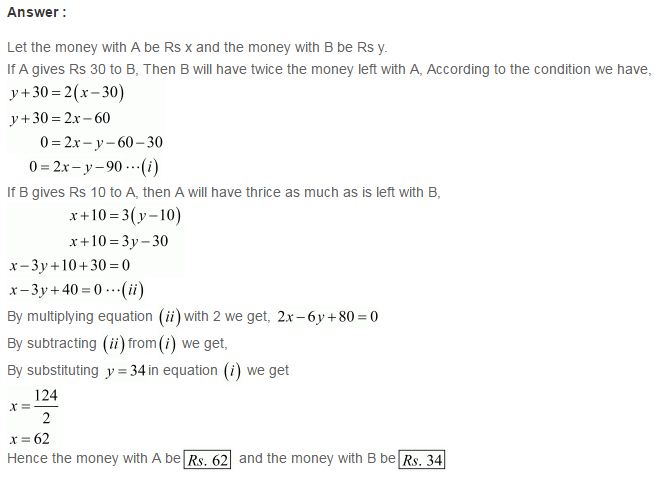 Answer :
Let the money with A be Rs x and the money with B be Rs y.
If A gives Rs 30 to B, Then B will have twice the money left with A, According to the condition we have,
y+30=2(x−30)
y+30=2x−60
0=2x−y−60−30
0=2x−y−90⋯(i)
If B gives Rs 10 to A, then A will have thrice as much as is left with B,
x+10=3(y−10)
x+10=3y−30
x−3y+10+30=0
x−3y+40=0⋯(ii)
By multiplying equation (ii) with 2 we get, 2x−6y+80=0
By subtracting (ii) from (i) we get,
By substituting y=34 in equation (i) we get
x=124/2
x=62
Hence the money with A be Rs. 62 and the money with B be Rs. 34